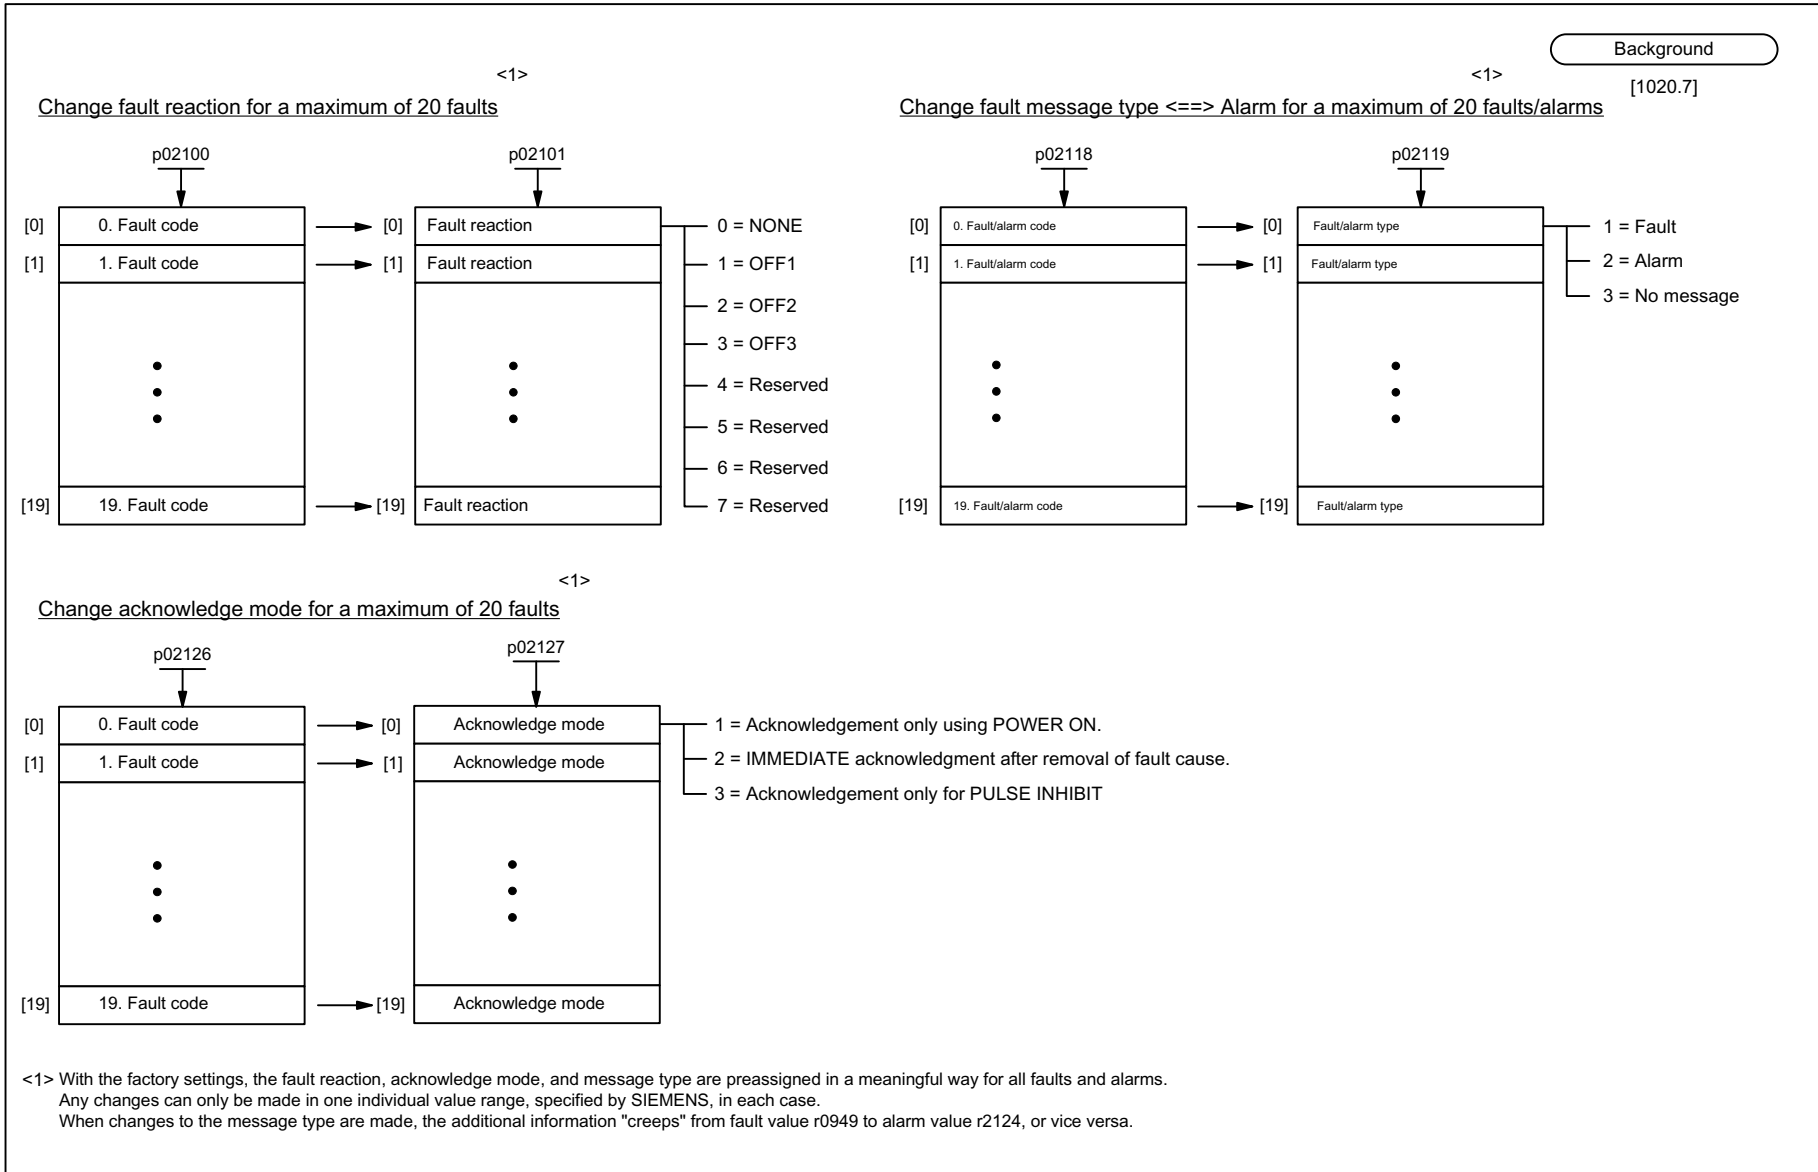 Background
[1020.7]
<1>
Change fault reaction for a maximum of 20 faults
p02100
p02101
[0] 0. Fault code [0] Fault reaction 0 = NONE
[1] 1. Fault code [1] Fault reaction 1 = OFF1
2 = OFF2
3 = OFF3
4 = Reserved
5 = Reserved
6 = Reserved
[19] 19. Fault code [19] Fault reaction 7 = Reserved
<1>
Change fault message type <==> Alarm for a maximum of 20 faults/alarms
p02118
p02119
[0] 0. Fault/alarm code [0] Fault/alarm type 1 = Fault
[1] 1. Fault/alarm code [1] Fault/alarm type 2 = Alarm
3 = No message
[19] 19. Fault/alarm code [19] Fault/alarm type
<1>
Change acknowledge mode for a maximum of 20 faults
p02126
p02127
[0] 0. Fault code [0] Acknowledge mode 1 = Acknowledgement only using POWER ON.
[1] 1. Fault code [1] Acknowledge mode 2 = IMMEDIATE acknowledgment after removal of fault cause.
3 = Acknowledgement only for PULSE INHIBIT
[19] 19. Fault code [19] Acknowledge mode
<1> With the factory settings, the fault reaction, acknowledge mode, and message type are preassigned in a meaningful way for all faults and alarms.
Any changes can only be made in one individual value range, specified by SIEMENS, in each case.
When changes to the message type are made, the additional information "creeps" from fault value r0949 to alarm value r2124, or vice versa.